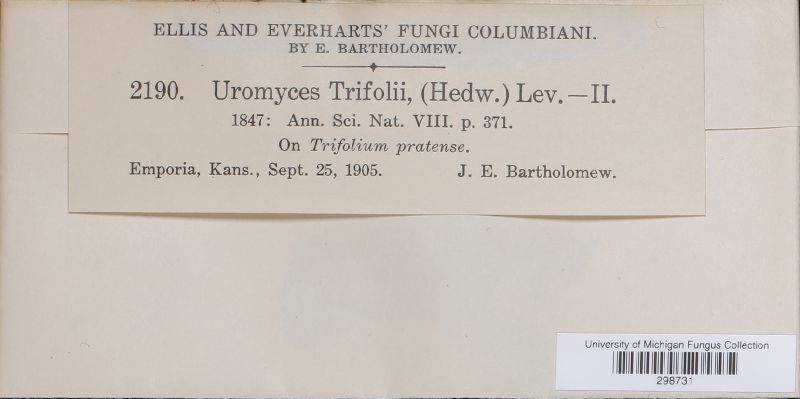 ELLIS AND EVERHARTS' FUNGI COLUMBIANI.
BY E. BARTHOLOMEW.
2190. Uromyces Trifolii, (Hedw.) Lev.—II.
1847: Ann. Sci. Nat. VIII. p. 371.
On Trifolium pratense.
Emporia, Kans., Sept. 25, 1905. J. E. Bartholomew.
University of Michigan Fungus Collection
298731